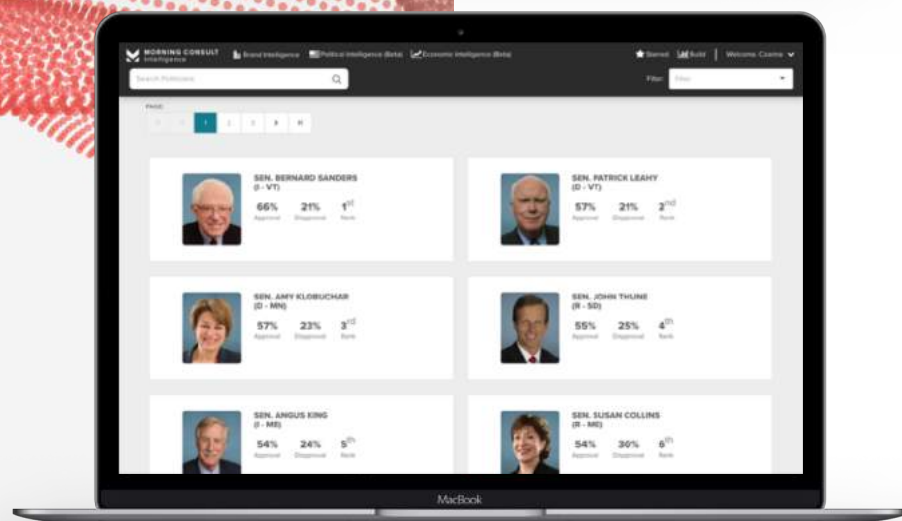 MORNING CONSULT
Intelligence
Brand Intelligence Political Intelligence (Beta) Economic Intelligence (Beta) Starred Build Welcome,
Search Politicians Filter: Filter
PAGE:
1 2 3
SEN. BERNARD SANDERS
(I - VT)
66% 21% 1st
Approval Disapproval Rank
SEN. PATRICK LEAHY
(D - VT)
57% 21% 2nd
Approval Disapproval Rank
SEN. AMY KLOBUCHAR
(D - MN)
57% 23% 3rd
Approval Disapproval Rank
SEN. JOHN THUNE
(R - SD)
55% 25% 4th
Approval Disapproval Rank
SEN. ANGUS KING
(I - ME)
54% 24% 5th
Approval Disapproval Rank
SEN. SUSAN COLLINS
(R - ME)
54% 30% 6th
Approval Disapproval Rank
MacBook